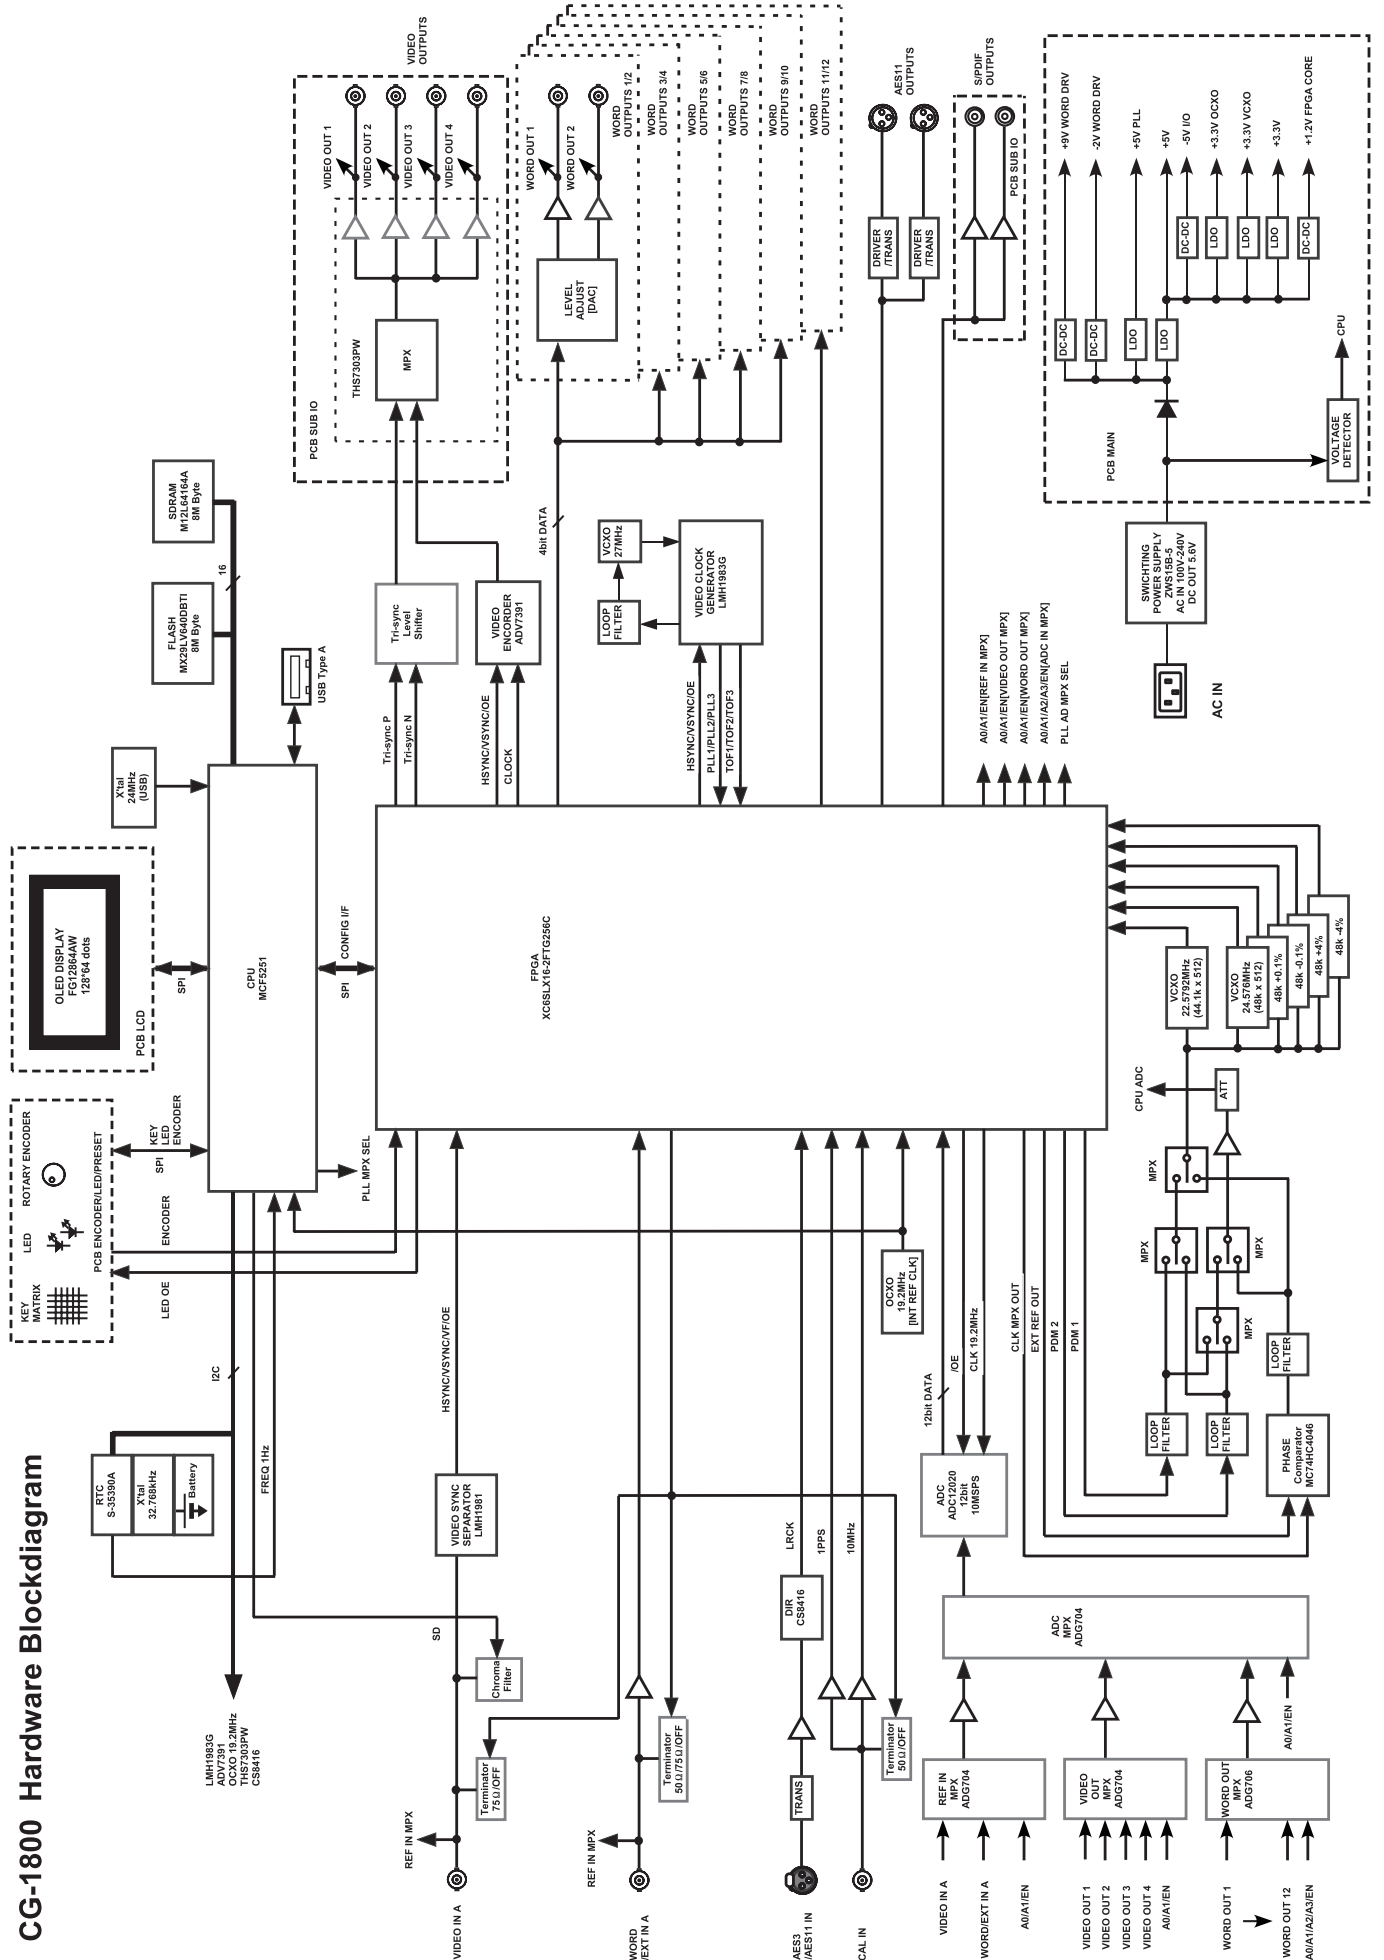 CG-1800 Hardware Blockdiagram
LMH1983G
ADV7391
OCXO 19.2MHz
THS7303PW
CS8416
RTC
S-35390A
X'tal
32.768kHz
Battery
FREQ 1Hz
I2C
KEY
MATRIX
LED
ROTARY ENCODER
PCB ENCODER/LED/PRESET
LED OE
ENCODER
SPI
KEY
LED
ENCODER
PLL MPX SEL
OLED DISPLAY
FG12864AW
128*64 dots
PCB LCD
SPI
CPU
MCF5251
SPI
CONFIG I/F
X'tal
24MHz
(USB)
USB Type A
FLASH
MX29LV640DBTI
8M Byte
SDRAM
M12L64164A
8M Byte
16
FPGA
XC6SLX16-2FTG256C
VIDEO IN A
REF IN MPX
Terminator
75Ω/OFF
Chroma
Filter
SD
VIDEO SYNC
SEPARATOR
LMH1981
HSYNC/VSYNC/VF/OE
WORD
/EXT IN A
REF IN MPX
Terminator
50Ω/75Ω/OFF
AES3
/AES11 IN
TRANS
DIR
CS8416
LRCK
1PPS
10MHz
CAL IN
Terminator
50Ω/OFF
OCXO
19.2MHz
[INT REF CLK]
VIDEO IN A
WORD/EXT IN A
A0/A1/EN
REF IN
MPX
ADG704
VIDEO OUT 1
VIDEO OUT 2
VIDEO OUT 3
VIDEO OUT 4
A0/A1/EN
VIDEO
OUT
MPX
ADG704
WORD OUT 1
WORD OUT 12
A0/A1/A2/A3/EN
WORD OUT
MPX
ADG706
A0/A1/EN
ADC
MPX
ADG704
ADC
ADC12020
12bit
10MSPS
12bit DATA
/OE
CLK 19.2MHz
CLK MPX OUT
EXT REF OUT
PDM 2
PDM 1
LOOP
FILTER
LOOP
FILTER
PHASE
Comparator
MC74HC4046
LOOP
FILTER
MPX
MPX
MPX
MPX
CPU ADC
ATT
VCXO
22.5792MHz
(44.1k x 512)
VCXO
24.576MHz
(48k x 512)
48k +0.1%
48k -0.1%
48k +4%
48k -4%
Tri-sync P
Tri-sync N
Tri-sync
Level
Shifter
HSYNC/VSYNC/OE
CLOCK
VIDEO
ENCORDER
ADV7391
PCB SUB IO
THS7303PW
MPX
VIDEO OUT 1
VIDEO OUT 2
VIDEO OUT 3
VIDEO OUT 4
VIDEO
OUTPUTS
4bit DATA
LEVEL
ADJUST
[DAC]
WORD OUT 1
WORD OUT 2
WORD
OUTPUTS 1/2
WORD
OUTPUTS 3/4
WORD
OUTPUTS 5/6
WORD
OUTPUTS 7/8
WORD
OUTPUTS 9/10
WORD
OUTPUTS 11/12
HSYNC/VSYNC/OE
PLL1/PLL2/PLL3
TOF1/TOF2/TOF3
LOOP
FILTER
VCXO
27MHz
VIDEO CLOCK
GENERATOR
LMH1983G
DRIVER
/TRANS
DRIVER
/TRANS
AES11
OUTPUTS
S/PDIF
OUTPUTS
PCB SUB IO
A0/A1/EN[REF IN MPX]
A0/A1/EN[VIDEO OUT MPX]
A0/A1/EN[WORD OUT MPX]
A0/A1/A2/A3/EN[ADC IN MPX]
PLL AD MPX SEL
AC IN
SWICHTING
POWER SUPPLY
ZWS15B-5
AC IN 100V-240V
DC OUT 5.6V
PCB MAIN
VOLTAGE
DETECTOR
CPU
DC-DC
DC-DC
LDO
LDO
DC-DC
LDO
LDO
LDO
DC-DC
+9V WORD DRV
-2V WORD DRV
+5V PLL
+5V
-5V I/O
+3.3V OCXO
+3.3V VCXO
+3.3V
+1.2V FPGA CORE